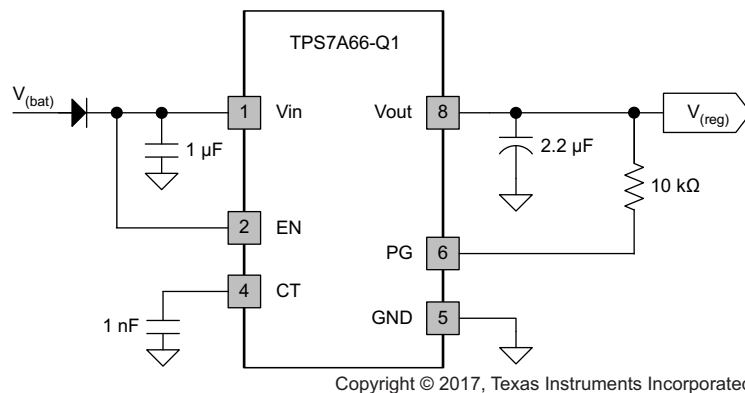 TPS7A66-Q1
V(bat)
1 Vin
Vout 8
V(reg)
1 µF
2.2 µF
10 kΩ
2 EN
PG 6
4 CT
1 nF
GND 5
Copyright © 2017, Texas Instruments Incorporated